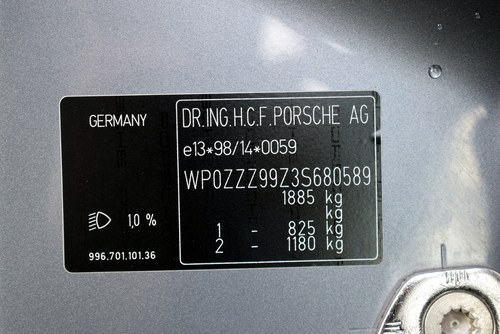 GERMANY
1,0 %
996.701.101.36
DR.ING.H.C.F.PORSCHE AG
e13*98/14*0059
WP0ZZZ99Z3S680589
1885 kg
kg
1 - 825 kg
2 - 1180 kg